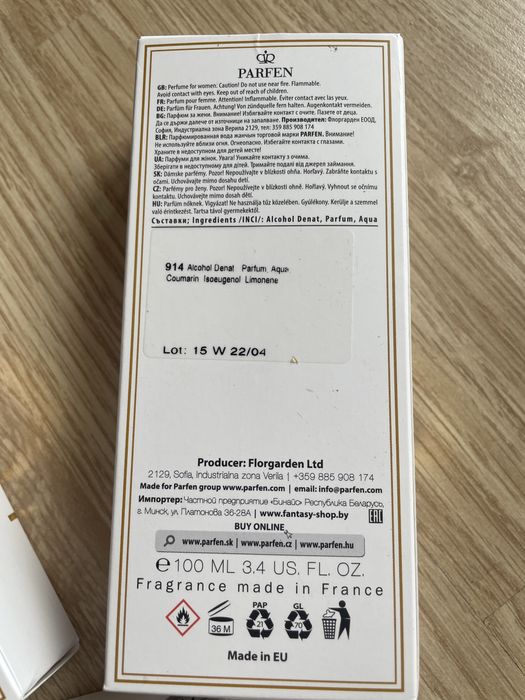 PARFEN
GB: Perfume for women: Caution! Do not use near fire. Flammable.
Avoid contact with eyes. Keep out of reach of children.
FR: Parfum pour femme. Attention! Inflammable. Éviter contact avec les yeux.
DE: Parfüm für Frauen. Achtung! Von zündquelle fern halten. Augenkontakt vermeiden.
BG: Парфюм за жени. Внимание! Избягвайте контакт с очите. Пазете от деца.
Да се държи далече от източници на запалване. Производител: Флоргарден ЕООД,
София, Индустриална зона Верила 2129, тел: 359 885 908 174
BLR: Парфюмированная вода жанчын торговой марки PARFEN. Внимание!
Не используйте вблизи огня. Огнеопасно. Избегайте контакта с глазами.
Храните в недоступном для детей месте!
UA: Парфуми для жінок. Увага! Уникайте контакту з очима.
Зберігати в недоступному для дітей. Тримайте подалі від джерел займання.
SK: Dámske parfémy. Pozor! Nepoužívajte v blízkosti ohňa. Horľavý. Zabráňte kontaktu s
očami. Uchovávajte mimo dosahu detí.
CZ: Parfémy pro ženy. Pozor! Nepoužívejte v blízkosti ohně. Hořlavý. Vyhnout se očnímu
kontaktu. Uchovávejte mimo dosah dětí.
HU: Parfüm nőknek. Vigyázat! Ne használja tűz közelében. Gyúlékony. Kerülje a szemmel
való érintkezést. Tartsa távol gyermekektől.
Съставки; Ingredients /INCI/: Alcohol Denat, Parfum, Aqua
914 Alcohol Denat Parfum, Aqua
Coumarin Isoeugenol Limonene
Lot: 15 W 22/04
Producer: Florgarden Ltd
2129, Sofia, Industrialna zona Verila | +359 885 908 174
Made for Parfen group www.parfen.com | email: info@parfen.com
Импортер: Частной предприятие «Бинайс» Республика Беларусь,
г. Минск, ул. Платонова 36-28А | www.fantasy-shop.by
EAC
BUY ONLINE
www.parfen.sk | www.parfen.cz | www.parfen.hu
e 100 ML 3.4 US. FL. OZ.
Fragrance made in France
36 M
PAP
21
GL
70
Made in EU